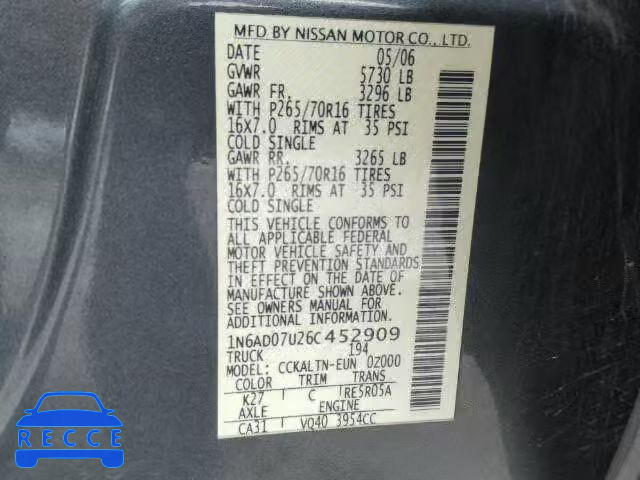 MFD BY NISSAN MOTOR CO., LTD.
DATE 05/06
GVWR 5730 LB
GAWR FR. 3296 LB
WITH P265/70R16 TIRES
16X7.0 RIMS AT 35 PSI
COLD SINGLE
GAWR RR. 3265 LB
WITH P265/70R16 TIRES
16X7.0 RIMS AT 35 PSI
COLD SINGLE
THIS VEHICLE CONFORMS TO
ALL APPLICABLE FEDERAL
MOTOR VEHICLE SAFETY AND
THEFT PREVENTION STANDARDS
IN EFFECT ON THE DATE OF
MANUFACTURE SHOWN ABOVE.
SEE OWNERS MANUAL FOR
ADDITIONAL INFORMATION.
1N6AD07U26C452909
TRUCK 194
MODEL: CCKALTN-EUN 0Z000
COLOR TRIM TRANS
K27 C RE5R05A
AXLE ENGINE
CA31 VQ40 3954CC
RECCE